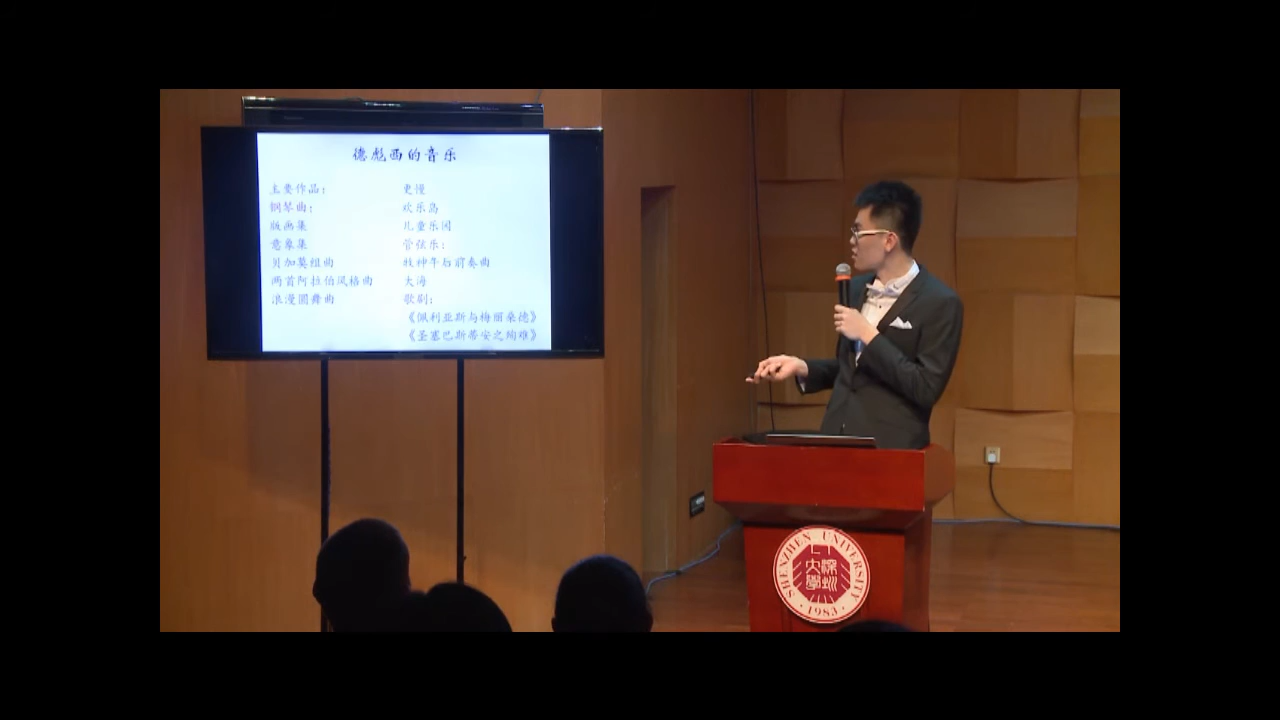 德彪西的音乐
主要作品：
钢琴曲：
版画集
意象集
贝加莫组曲
两首阿拉伯风格曲
浪漫圆舞曲
更慢
欢乐岛
儿童乐园
管弦乐：
牧神午后前奏曲
大海
歌剧：
《佩利亚斯与梅丽桑德》
《圣塞巴斯蒂安之殉难》
SHENZHEN UNIVERSITY
深圳
大學
·1983·